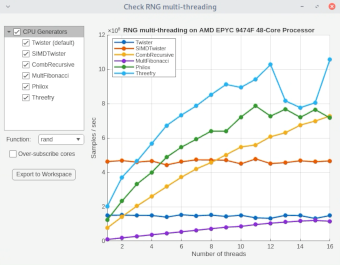 Check RNG multi-threading
CPU Generators
Twister (default)
SIMDTwister
CombRecursive
MultFibonacci
Philox
Threefry
Function:
rand
Over-subscribe cores
Export to Workspace
RNG multi-threading on AMD EPYC 9474F 48-Core Processor
Twister
SIMDTwister
CombRecursive
MultFibonacci
Philox
Threefry
12
10
8
6
4
2
0
Samples / sec
2 4 6 8 10 12 14 16
Number of threads